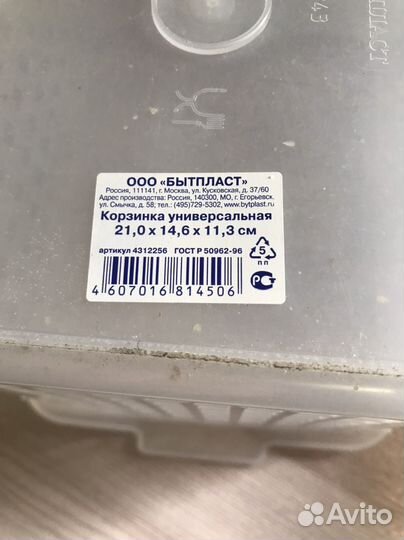 ООО «БЫТПЛАСТ»
Россия, 111141, г. Москва, ул. Кусковская, д. 37/60
Адрес производства: Россия, 140300, МО, г. Егорьевск,
ул. Смычка, д. 58; тел.: (495)729-5302, www.bytplast.ru
Корзинка универсальная
21,0 х 14,6 х 11,3 см
артикул 4312256 ГОСТ Р 50962-96
5
пп
4 607016 814506
РСТ
Avito